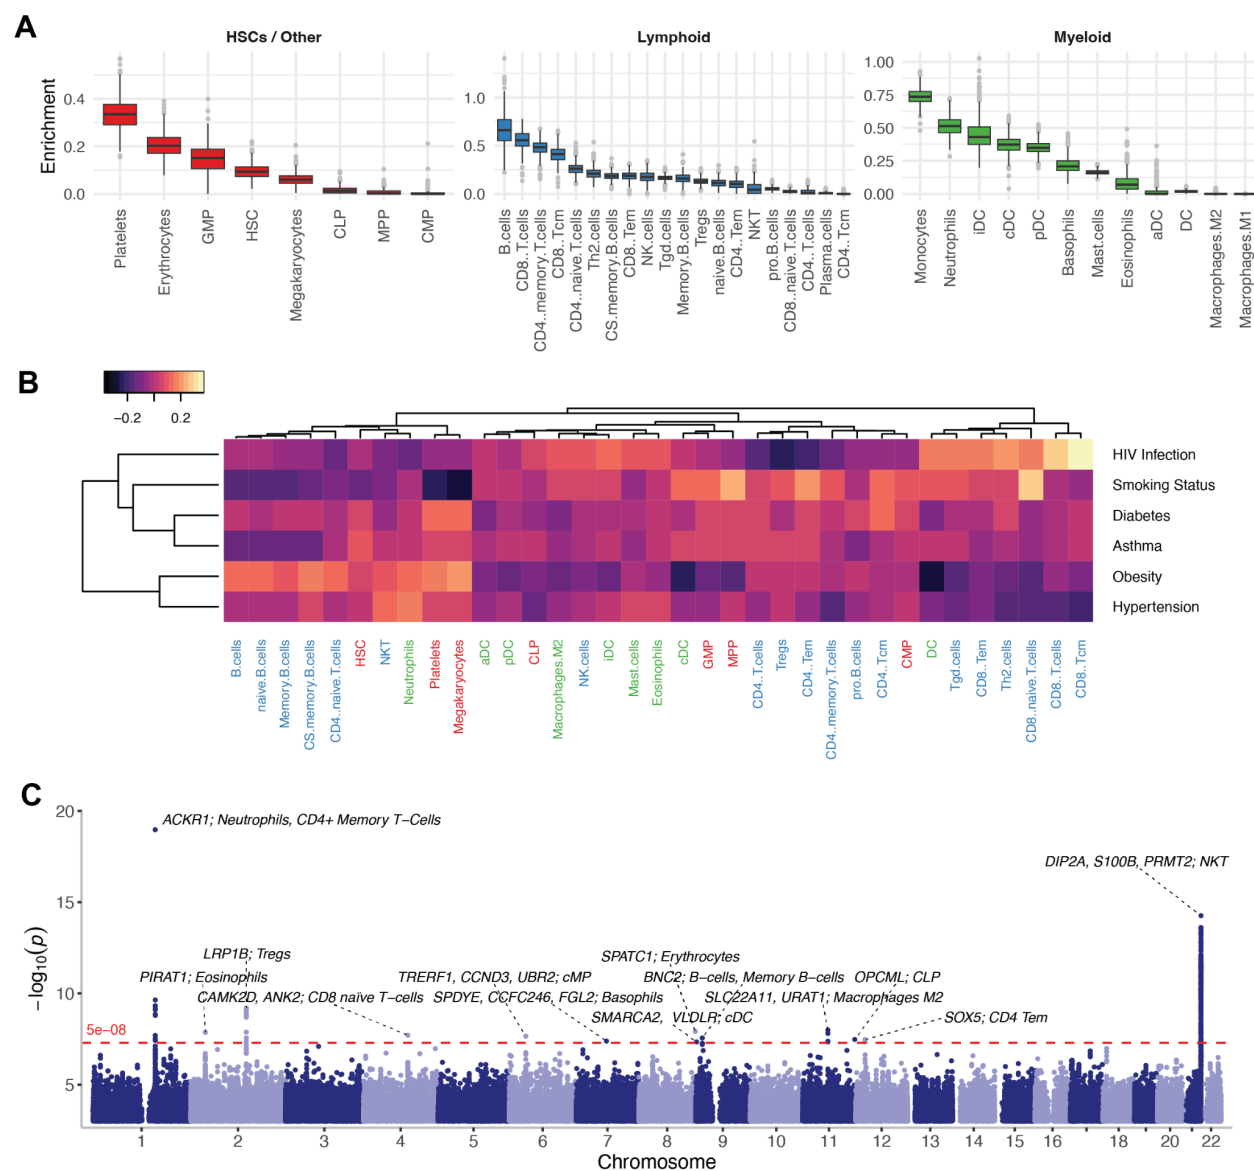 A
HSCs / Other
Lymphoid
Myeloid
Enrichment
0.4
0.2
0.0
1.0
0.5
0.0
1.00
0.75
0.50
0.25
0.00
Platelets
Erythrocytes
GMP
HSC
Megakaryocytes
CLP
MPP
CMP
B.cells
CD8..T.cells
CD4..memory.T.cells
CD8..Tcm
CD4..naive.T.cells
Th2.cells
CS.memory.B.cells
CD8..Tem
NK.cells
Tgd.cells
Memory.B.cells
Tregs
naive.B.cells
CD4..Tem
NKT
pro.B.cells
CD8..naive.T.cells
CD4..T.cells
Plasma.cells
CD4..Tcm
Monocytes
Neutrophils
iDC
cDC
pDC
Basophils
Mast.cells
Eosinophils
aDC
DC
Macrophages.M2
Macrophages.M1
B
−0.2 0.2
HIV Infection
Smoking Status
Diabetes
Asthma
Obesity
Hypertension
B.cells
naive.B.cells
Memory.B.cells
CS.memory.B.cells
CD4..naive.T.cells
HSC
NKT
Neutrophils
Platelets
Megakaryocytes
aDC
pDC
CLP
Macrophages.M2
NK.cells
iDC
Mast.cells
Eosinophils
cDC
GMP
MPP
CD4..T.cells
Tregs
CD4..Tem
CD4..memory.T.cells
pro.B.cells
CD4..Tcm
CMP
DC
Tgd.cells
CD8..Tem
Th2.cells
CD8..naive.T.cells
CD8..T.cells
CD8..Tcm
C
20
15
10
5
−log10(p)
5e−08
ACKR1; Neutrophils, CD4+ Memory T−Cells
DIP2A, S100B, PRMT2; NKT
LRP1B; Tregs
SPATC1; Erythrocytes
PIRAT1; Eosinophils
TRERF1, CCND3, UBR2; cMP
BNC2; B−cells, Memory B−cells
OPCML; CLP
CAMK2D, ANK2; CD8 naïve T−cells
SPDYE, CCFC246, FGL2; Basophils
SLC22A11, URAT1; Macrophages M2
SMARCA2, VLDLR; cDC
SOX5; CD4 Tem
1 2 3 4 5 6 7 8 9 10 11 12 13 14 15 16 18 20 22
Chromosome